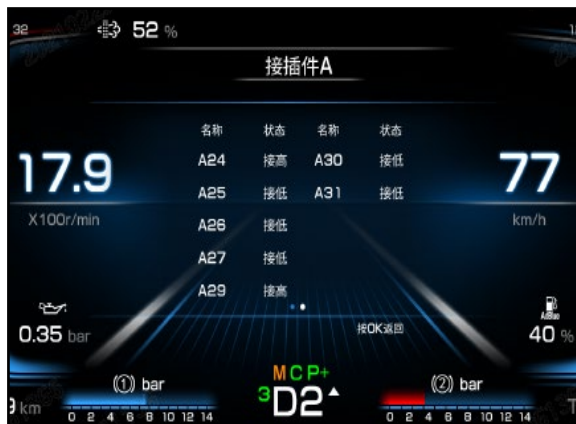 32
52 %
接插件A
名称 状态 名称 状态
A24 接高 A30 接低
A25 接低 A31 接低
A26 接低
A27 接低
A29 接高
17.9
X100r/min
77
km/h
0.35 bar
按OK返回
AdBlue
40 %
MCP+
3D2
(1) bar
(2) bar
km
0 2 4 6 8 10 12 14
0 2 4 6 8 10 12 14